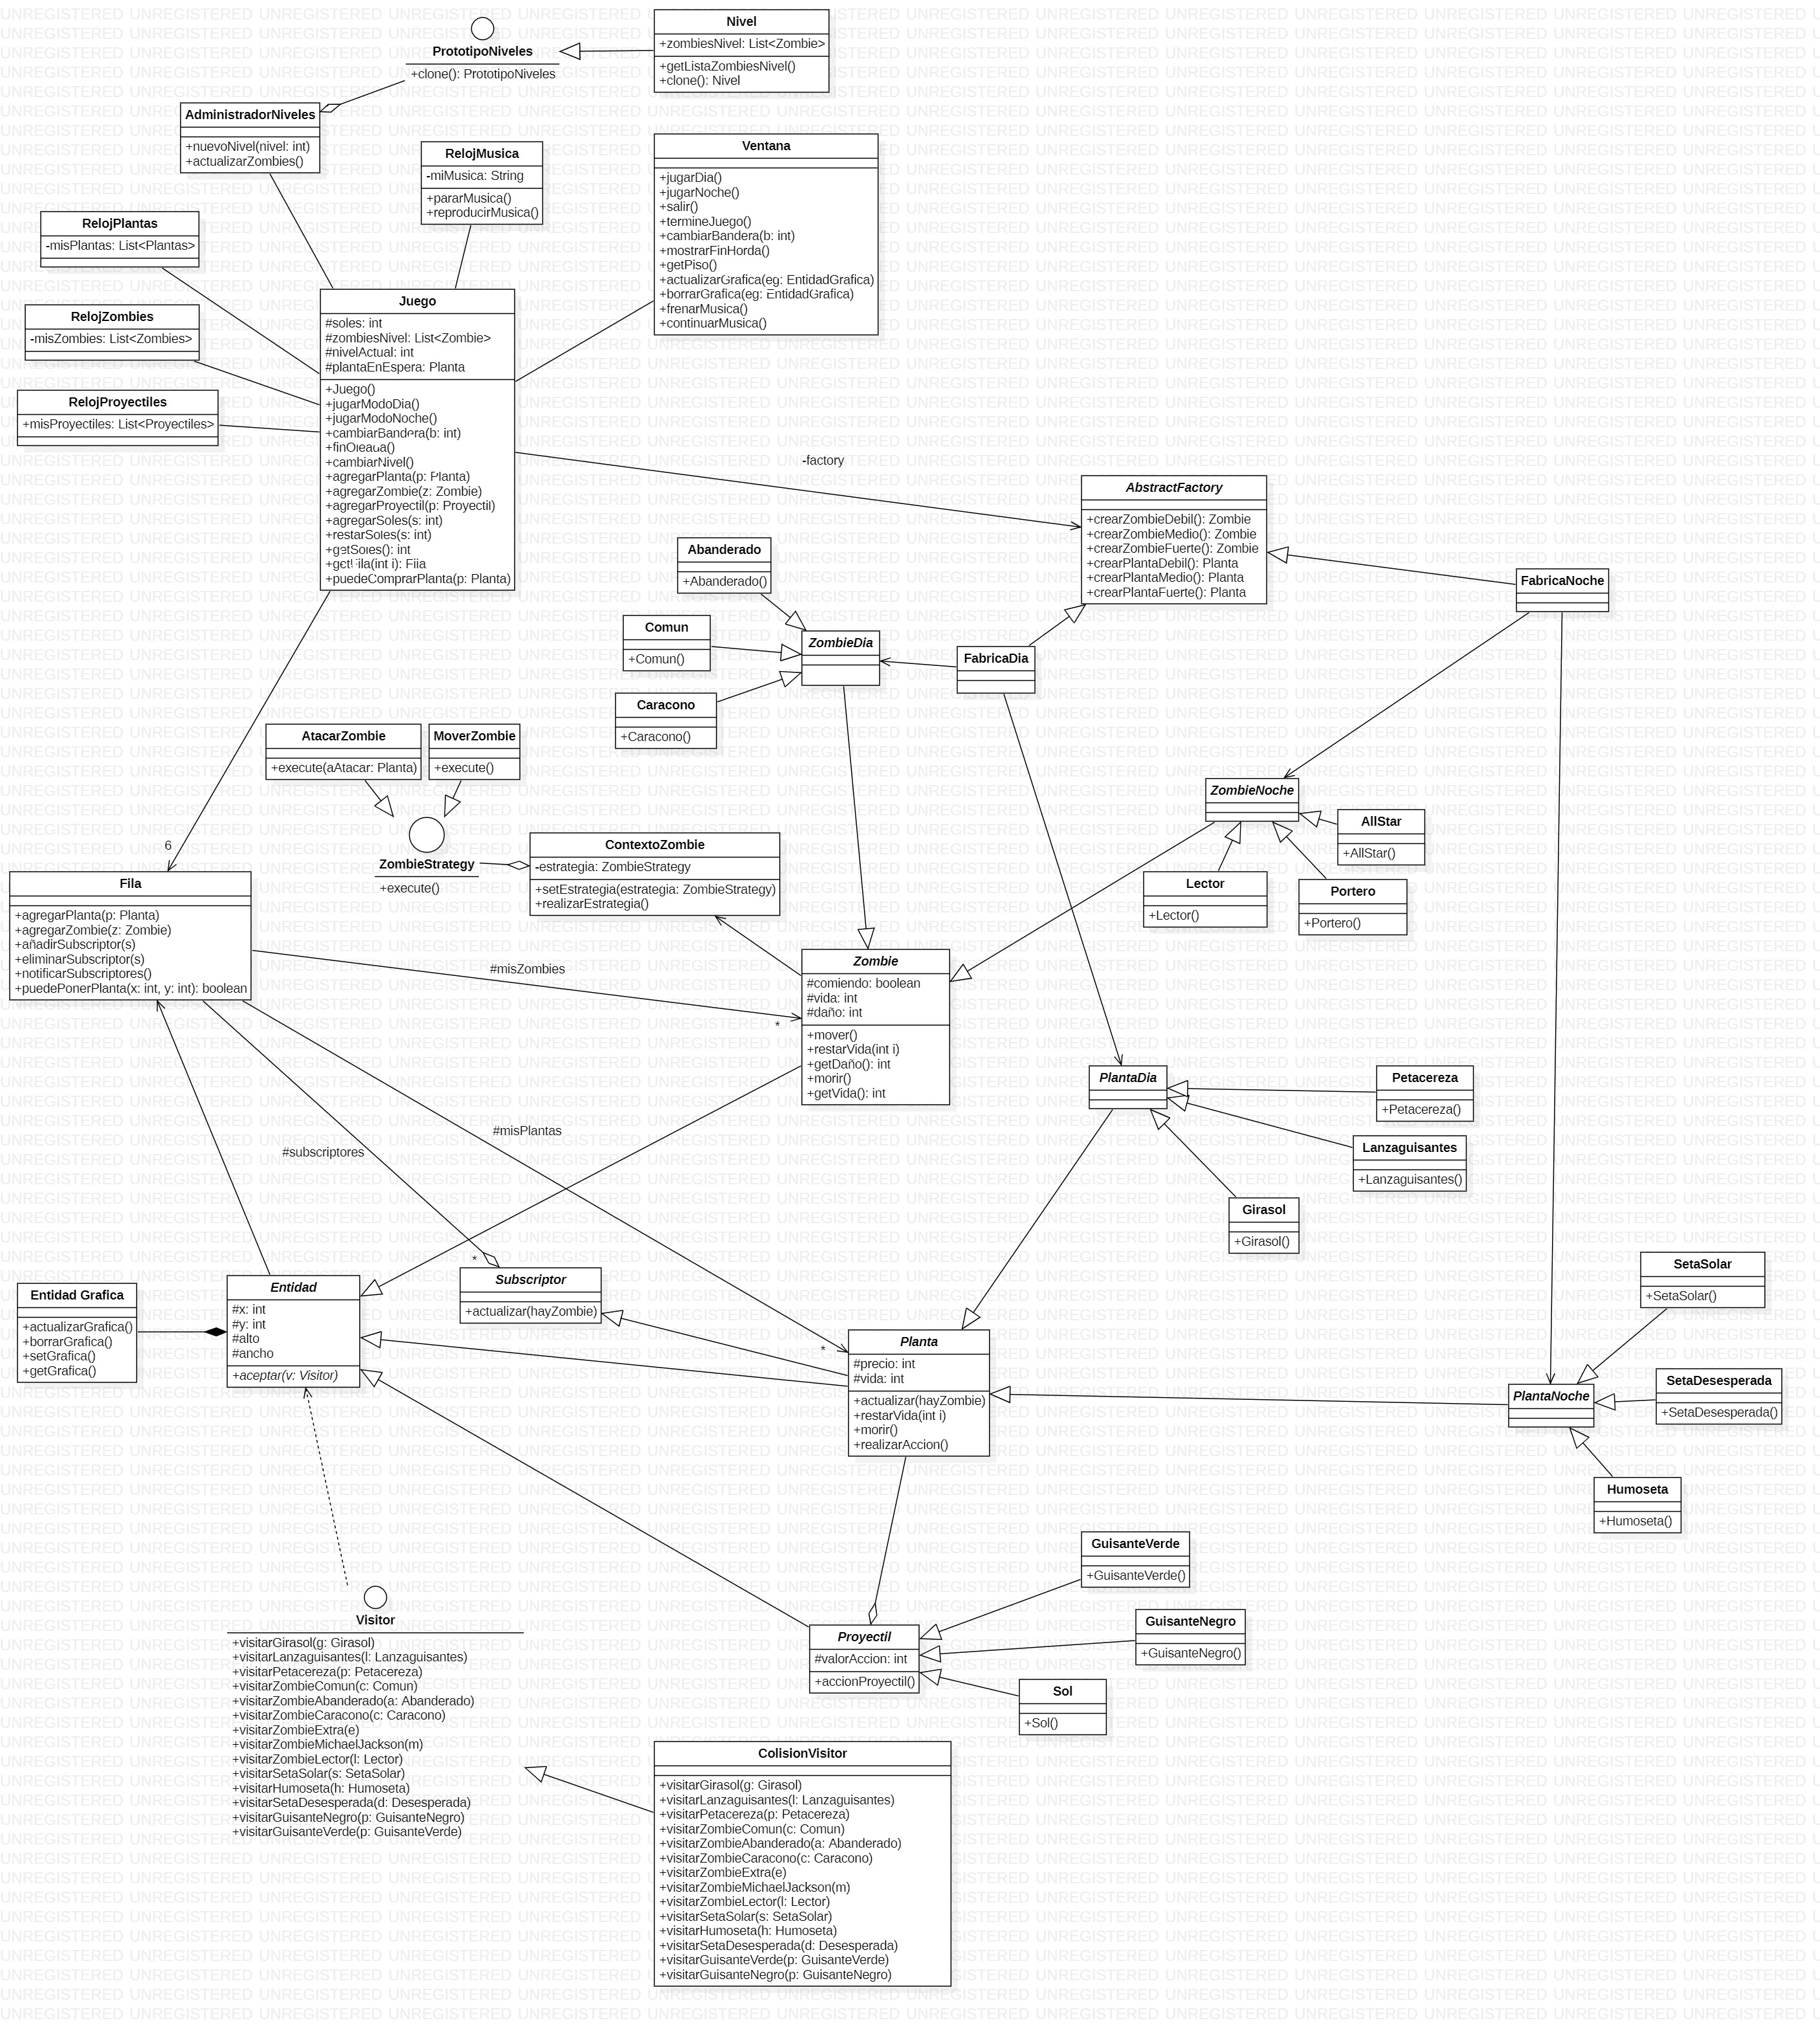 PrototipoNiveles
+clone(): PrototipoNiveles
Nivel
+zombiesNivel: List<Zombie>
+getListaZombiesNivel()
+clone(): Nivel
AdministradorNiveles
+nuevoNivel(nivel: int)
+actualizarZombies()
RelojMusica
-miMusica: String
+pararMusica()
+reproducirMusica()
Ventana
+jugarDia()
+jugarNoche()
+salir()
+termineJuego()
+cambiarBandera(b: int)
+mostrarFinHorda()
+getPiso()
+actualizarGrafica(eg: EntidadGrafica)
+borrarGrafica(eg: EntidadGrafica)
+frenarMusica()
+continuarMusica()
RelojPlantas
-misPlantas: List<Plantas>
RelojZombies
-misZombies: List<Zombies>
RelojProyectiles
+misProyectiles: List<Proyectiles>
Juego
#soles: int
#zombiesNivel: List<Zombie>
#nivelActual: int
#plantaEnEspera: Planta
+Juego()
+jugarModoDia()
+jugarModoNoche()
+cambiarBandera(b: int)
+cambiarNivel()
+agregarPlanta(p: Planta)
+agregarZombie(z: Zombie)
+agregarProyectil(p: Proyectil)
+agregarSoles(s: int)
+restarSoles(s: int)
+getSoles(): int
+getFila(int i): Fila
+puedeComprarPlanta(p: Planta)
-factory
AbstractFactory
+crearZombieDebil(): Zombie
+crearZombieMedio(): Zombie
+crearZombieFuerte(): Zombie
+crearPlantaDebil(): Planta
+crearPlantaMedio(): Planta
+crearPlantaFuerte(): Planta
FabricaNoche
FabricaDia
Abanderado
+Abanderado()
Comun
+Comun()
Caracono
+Caracono()
ZombieDia
AtacarZombie
+execute(aAtacar: Planta)
MoverZombie
+execute()
ZombieStrategy
+execute()
ContextoZombie
-estrategia: ZombieStrategy
+setEstrategia(estrategia: ZombieStrategy)
+realizarEstrategia()
ZombieNoche
AllStar
+AllStar()
Lector
+Lector()
Portero
+Portero()
6
Fila
+agregarPlanta(p: Planta)
+agregarZombie(z: Zombie)
+añadirSubscriptor(s)
+eliminarSubscriptor(s)
+notificarSubscriptores()
+puedePonerPlanta(x: int, y: int): boolean
#misZombies
*
Zombie
#comiendo: boolean
#vida: int
#daño: int
+mover()
+restarVida(int i)
+getDaño(): int
+morir()
+getVida(): int
PlantaDia
Petacereza
+Petacereza()
Lanzaguisantes
+Lanzaguisantes()
Girasol
+Girasol()
#misPlantas
*
#subscriptores
*
Entidad Grafica
+actualizarGrafica()
+borrarGrafica()
+setGrafica()
+getGrafica()
Entidad
#x: int
#y: int
#alto
#ancho
+aceptar(v: Visitor)
Subscriptor
+actualizar(hayZombie)
Planta
#precio: int
#vida: int
+actualizar(hayZombie)
+restarVida(int i)
+morir()
+realizarAccion()
SetaSolar
+SetaSolar()
PlantaNoche
SetaDesesperada
+SetaDesesperada()
Humoseta
+Humoseta()
GuisanteVerde
+GuisanteVerde()
GuisanteNegro
+GuisanteNegro()
Proyectil
#valorAccion: int
+accionProyectil()
Sol
+Sol()
Visitor
+visitarGirasol(g: Girasol)
+visitarLanzaguisantes(l: Lanzaguisantes)
+visitarPetacereza(p: Petacereza)
+visitarZombieComun(c: Comun)
+visitarZombieAbanderado(a: Abanderado)
+visitarZombieCaracono(c: Caracono)
+visitarZombieExtra(e)
+visitarZombieMichaelJackson(m)
+visitarZombieLector(l: Lector)
+visitarSetaSolar(s: SetaSolar)
+visitarHumoseta(h: Humoseta)
+visitarSetaDesesperada(d: Desesperada)
+visitarGuisanteNegro(p: GuisanteNegro)
+visitarGuisanteVerde(p: GuisanteVerde)
ColisionVisitor
+visitarGirasol(g: Girasol)
+visitarLanzaguisantes(l: Lanzaguisantes)
+visitarPetacereza(p: Petacereza)
+visitarZombieComun(c: Comun)
+visitarZombieAbanderado(a: Abanderado)
+visitarZombieCaracono(c: Caracono)
+visitarZombieExtra(e)
+visitarZombieMichaelJackson(m)
+visitarZombieLector(l: Lector)
+visitarSetaSolar(s: SetaSolar)
+visitarHumoseta(h: Humoseta)
+visitarSetaDesesperada(d: Desesperada)
+visitarGuisanteVerde(p: GuisanteVerde)
+visitarGuisanteNegro(p: GuisanteNegro)
UNREGISTERED